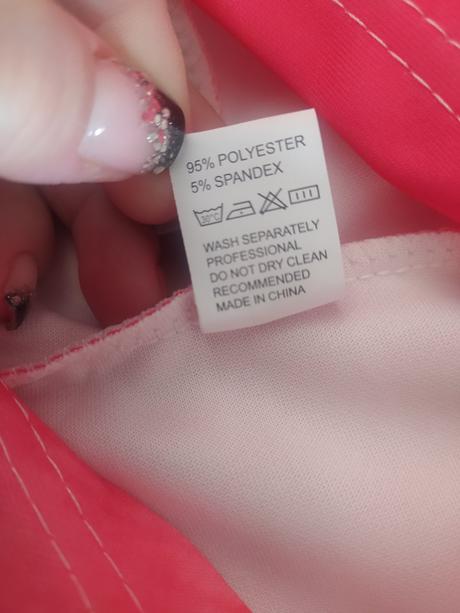 95% POLYESTER
5% SPANDEX
30°C
WASH SEPARATELY
PROFESSIONAL
DO NOT DRY CLEAN
RECOMMENDED
MADE IN CHINA